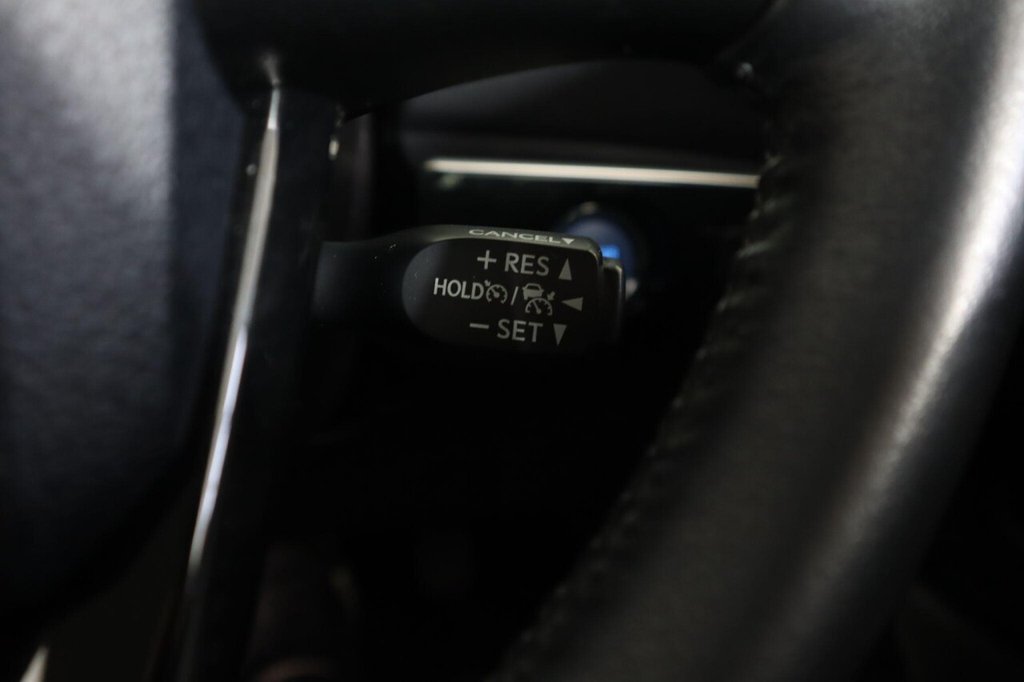 CANCEL▼
+ RES ▲
HOLD / ◀
− SET ▼